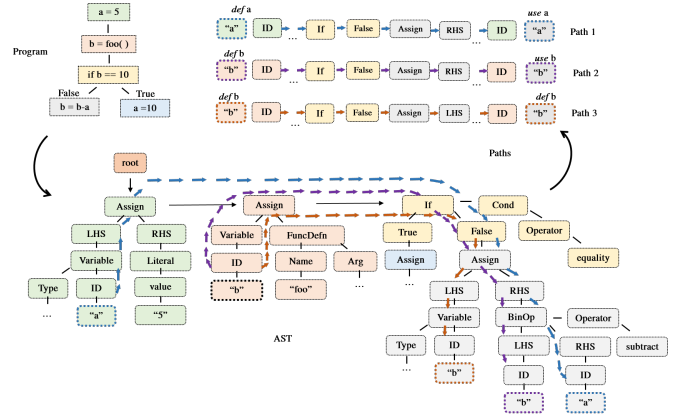 Program
a = 5
b = foo( )
if b == 10
False
True
b = b-a
a =10
def a
use a
"a"
ID
...
If
False
Assign
RHS
...
ID
"a"
Path 1
def b
use b
"b"
ID
...
If
False
Assign
RHS
...
ID
"b"
Path 2
def b
def b
"b"
ID
...
If
False
Assign
LHS
...
ID
"b"
Path 3
Paths
root
Assign
Assign
If
Cond
LHS
RHS
Variable
FuncDefn
True
False
Operator
Variable
Literal
ID
Name
Arg
Assign
Assign
equality
Type
ID
value
"b"
"foo"
...
...
LHS
RHS
...
"a"
"5"
Variable
BinOp
Operator
AST
Type
ID
LHS
RHS
subtract
...
"b"
ID
ID
"b"
"a"